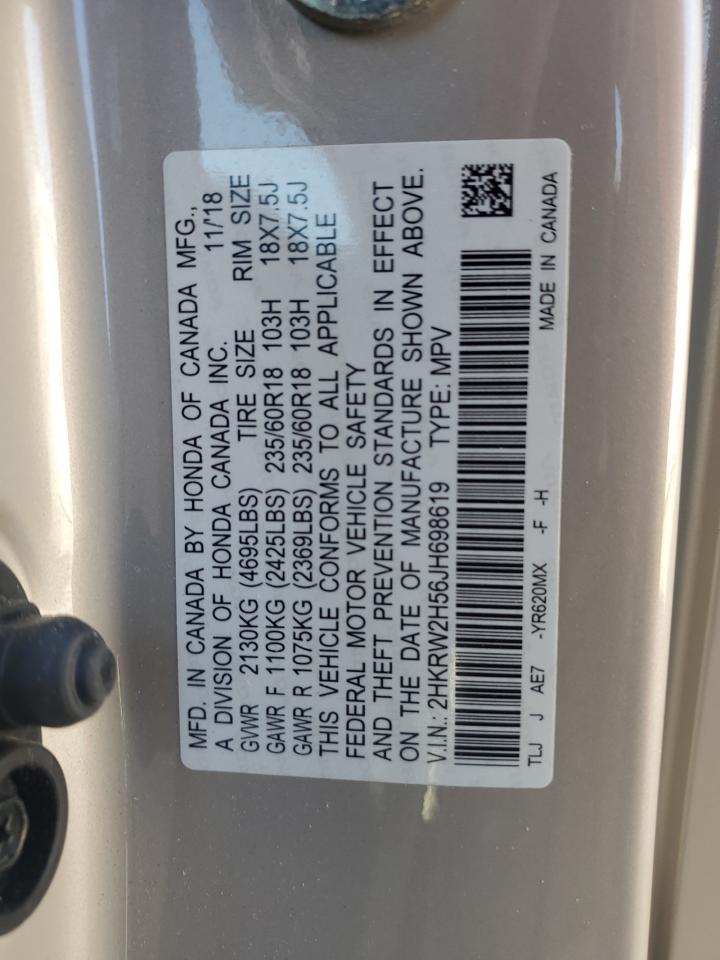 MFD. IN CANADA BY HONDA OF CANADA MFG.,
A DIVISION OF HONDA CANADA INC. 11/'18
GVWR 2130KG (4695LBS) TIRE SIZE RIM SIZE
GAWR F 1100KG (2425LBS) 235/60R18 103H 18X7.5J
GAWR R 1075KG (2369LBS) 235/60R18 103H 18X7.5J
THIS VEHICLE CONFORMS TO ALL APPLICABLE
FEDERAL MOTOR VEHICLE SAFETY
AND THEFT PREVENTION STANDARDS IN EFFECT
ON THE DATE OF MANUFACTURE SHOWN ABOVE.
V.I.N.: 2HKRW2H56JH698619 TYPE: MPV
TLJ J AE7 -YR620MX -F -H
MADE IN CANADA